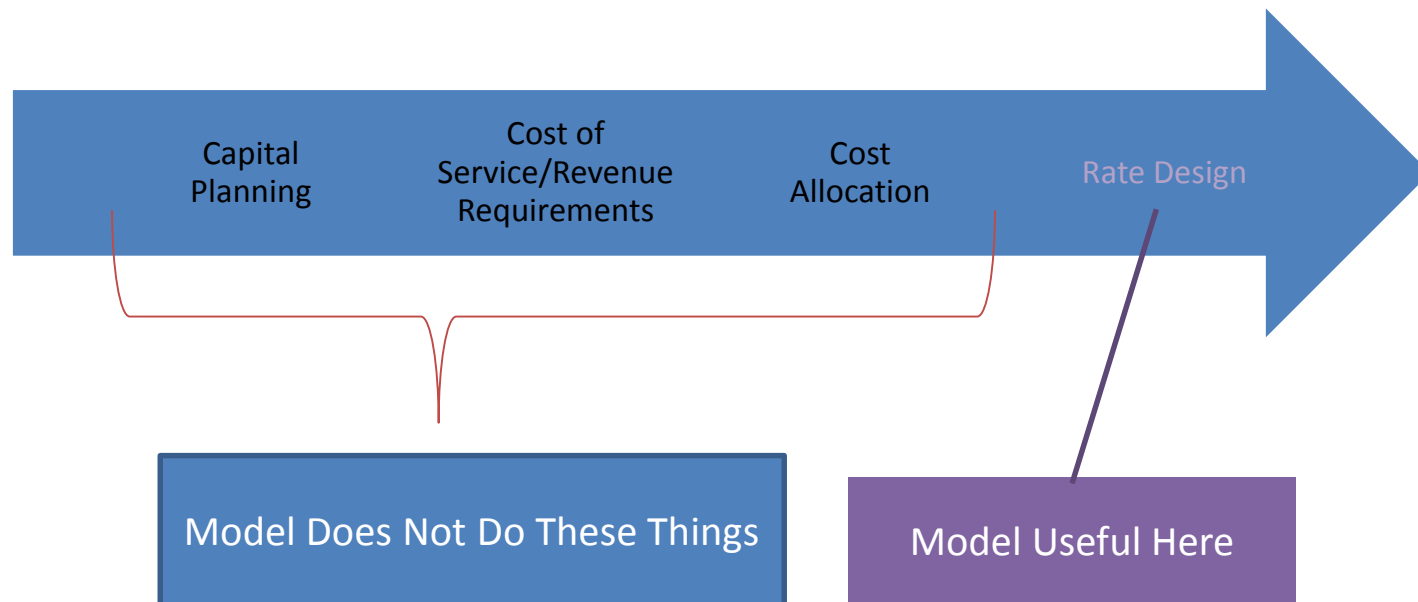 Capital
Planning
Cost of
Service/Revenue
Requirements
Cost
Allocation
Rate Design
Model Does Not Do These Things
Model Useful Here